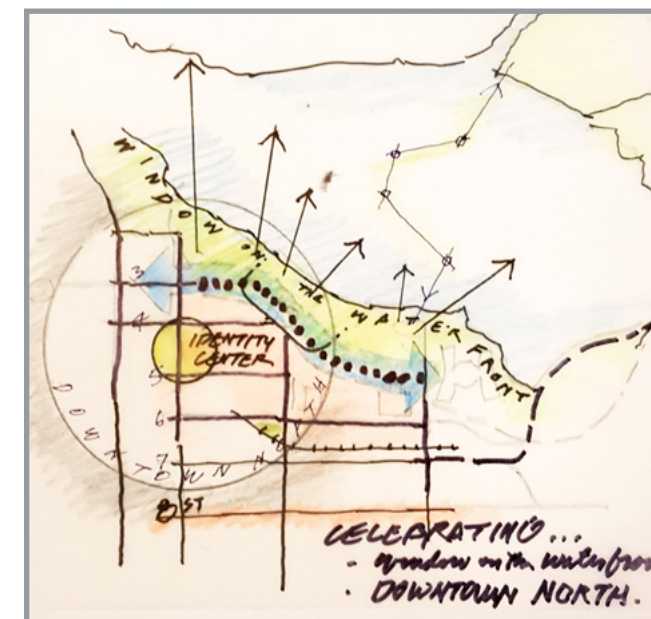 WINDOW ON THE WATERFRONT
3
4
IDENTITY
CENTER
5
6
7
8 ST
DOWNTOWN NORTH
CELEBRATING...
· window on the waterfron
· DOWNTOWN NORTH.